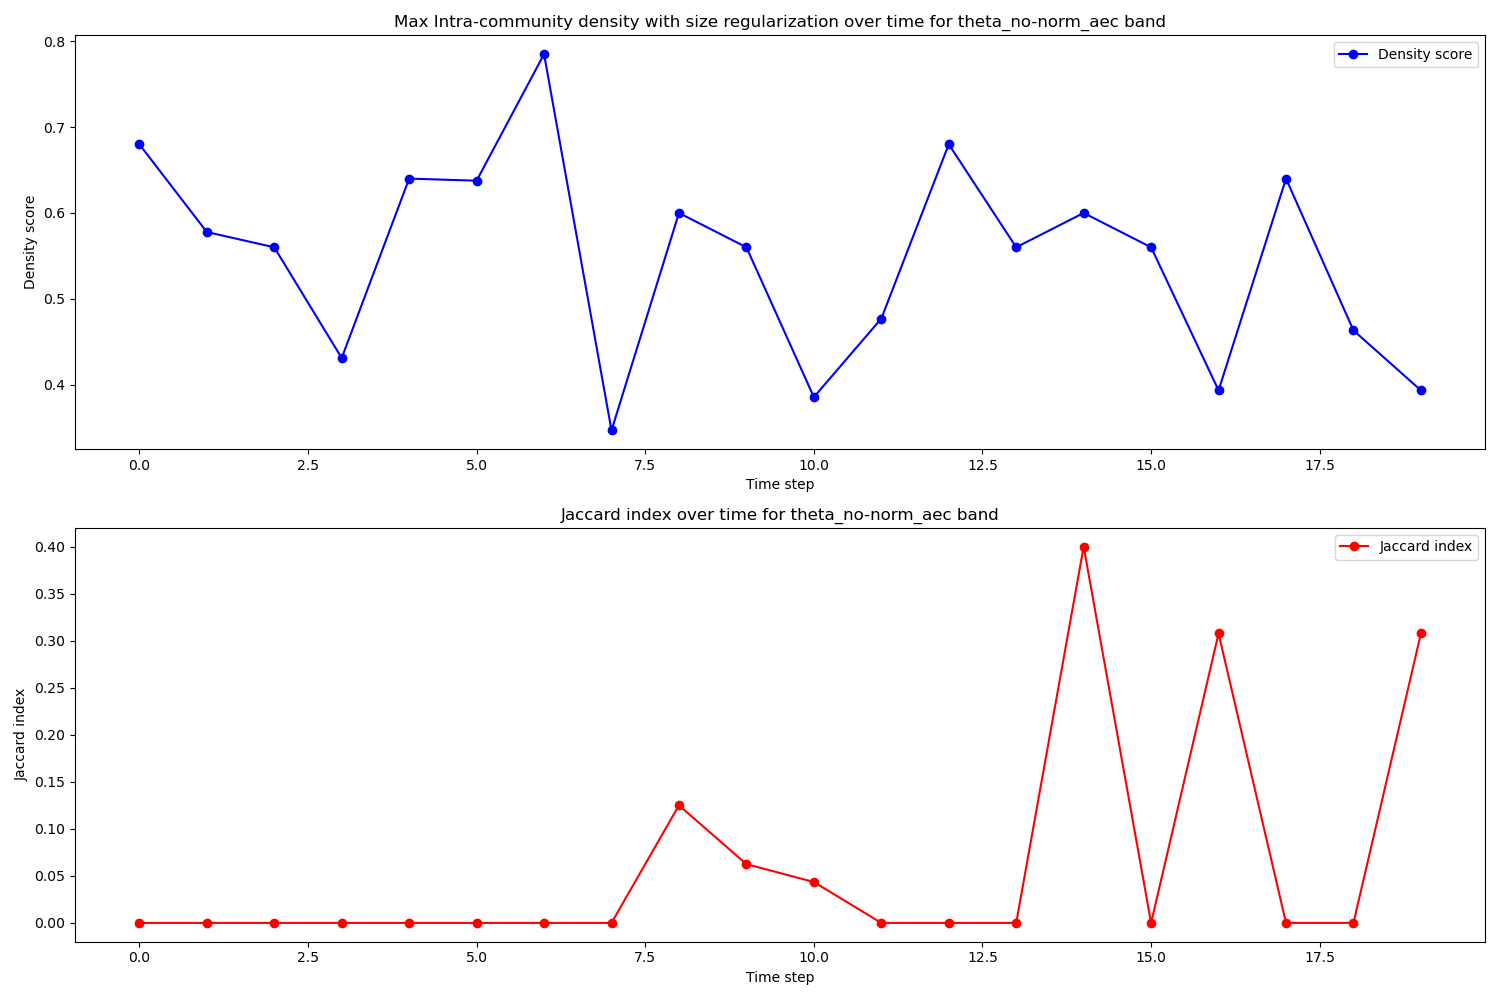 Max Intra-community density with size regularization over time for theta_no-norm_aec band
Density score
0.8
0.7
0.6
0.5
0.4
Density score
0.0 2.5 5.0 7.5 10.0 12.5 15.0 17.5
Time step
Jaccard index over time for theta_no-norm_aec band
Jaccard index
0.40
0.35
0.30
0.25
0.20
0.15
0.10
0.05
0.00
Jaccard index
0.0 2.5 5.0 7.5 10.0 12.5 15.0 17.5
Time step